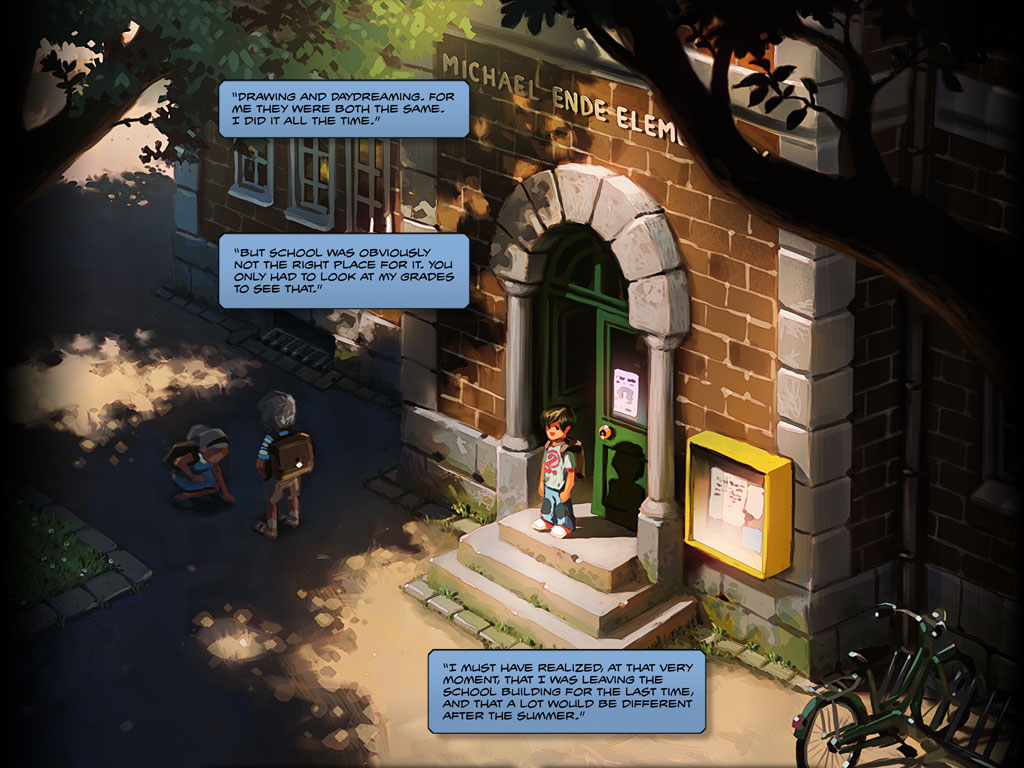 MICHAEL ENDE ELEM
"DRAWING AND DAYDREAMING. FOR
ME THEY WERE BOTH THE SAME.
I DID IT ALL THE TIME."
"BUT SCHOOL WAS OBVIOUSLY
NOT THE RIGHT PLACE FOR IT. YOU
ONLY HAD TO LOOK AT MY GRADES
TO SEE THAT."
"I MUST HAVE REALIZED, AT THAT VERY
MOMENT, THAT I WAS LEAVING THE
SCHOOL BUILDING FOR THE LAST TIME,
AND THAT A LOT WOULD BE DIFFERENT
AFTER THE SUMMER."